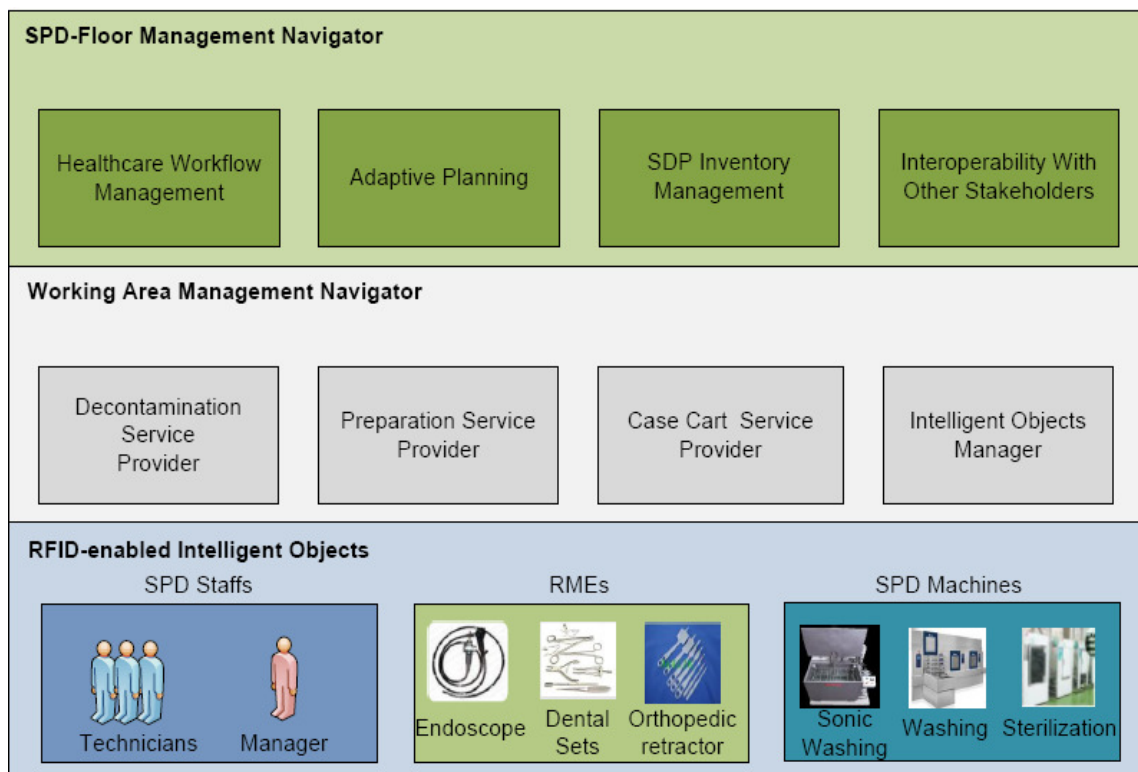 SPD-Floor Management Navigator
Healthcare Workflow
Management
Adaptive Planning
SDP Inventory
Management
Interoperability With
Other Stakeholders
Working Area Management Navigator
Decontamination
Service
Provider
Preparation Service
Provider
Case Cart Service
Provider
Intelligent Objects
Manager
RFID-enabled Intelligent Objects
SPD Staffs
RMEs
SPD Machines
Technicians
Manager
Endoscope
Dental
Sets
Orthopedic
retractor
Sonic
Washing
Washing
Sterilization